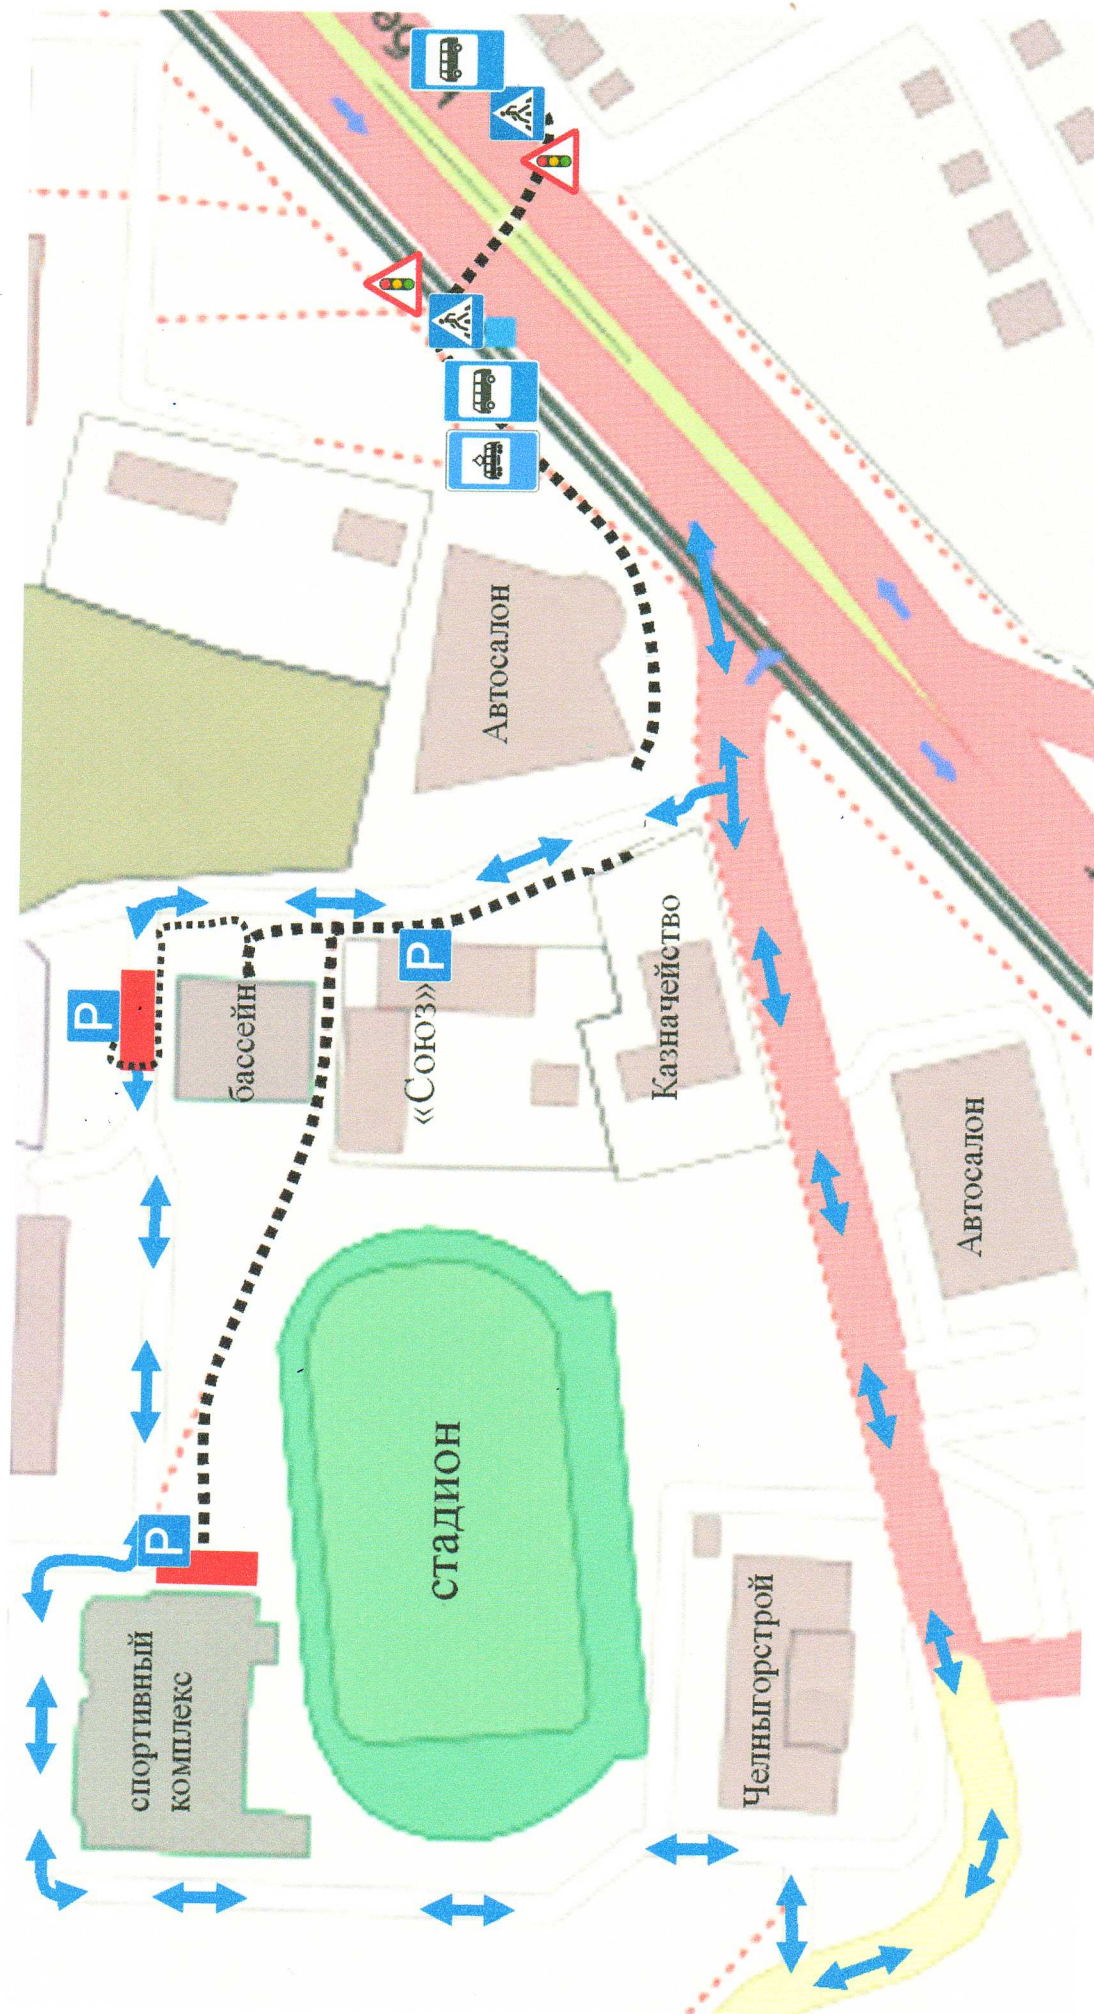 спортивный
комплекс
стадион
Челныгорстрой
P
P
бассейн
«Союз»
P
Казначейство
Автосалон
Автосалон